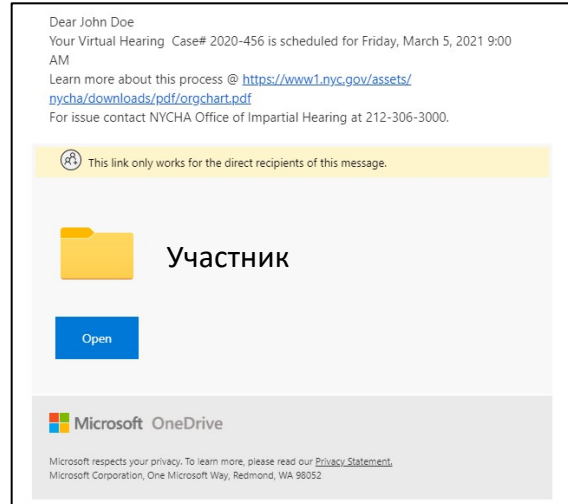 Dear John Doe
Your Virtual Hearing Case# 2020-456 is scheduled for Friday, March 5, 2021 9:00
AM
Learn more about this process @ https://www1.nyc.gov/assets/
nycha/downloads/pdf/orgchart.pdf
For issue contact NYCHA Office of Impartial Hearing at 212-306-3000.
This link only works for the direct recipients of this message.
Участник
Open
Microsoft OneDrive
Microsoft respects your privacy. To learn more, please read our Privacy Statement.
Microsoft Corporation, One Microsoft Way, Redmond, WA 98052